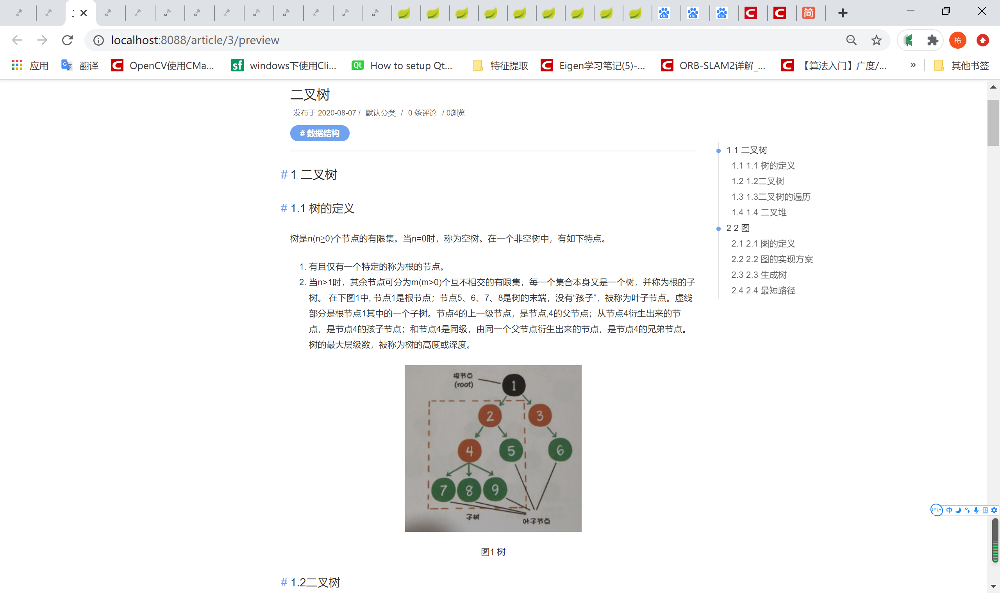 localhost:8088/article/3/preview
栋
应用
翻译
OpenCV使用CMa...
sf
windows下使用Cli...
Qt
How to setup Qt...
特征提取
Eigen学习笔记(5)-...
ORB-SLAM2详解_...
【算法入门】广度/...
»
其他书签
二叉树
发布于 2020-08-07 / 默认分类 / 0 条评论 / 0浏览
# 数据结构
# 1 二叉树
# 1.1 树的定义
树是n(n≧0)个节点的有限集。当n=0时，称为空树。在一个非空树中，有如下特点。
1. 有且仅有一个特定的称为根的节点。
2. 当n>1时，其余节点可分为m(m>0)个互不相交的有限集，每一个集合本身又是一个树，并称为根的子
树。 在下图1中, 节点1是根节点；节点5、6、7、8是树的末端，没有“孩子”，被称为叶子节点。虚线
部分是根节点1其中的一个子树。节点4的上一级节点，是节点,4的父节点；从节点4衍生出来的节
点，是节点4的孩子节点；和节点4是同级，由同一个父节点衍生出来的节点，是节点4的兄弟节点。
树的最大层级数，被称为树的高度或深度。
根节点
(root)
1
2
3
4
5
6
7
8
9
子树
叶子节点
图1 树
# 1.2二叉树
1 1 二叉树
1.1 1.1 树的定义
1.2 1.2二叉树
1.3 1.3二叉树的遍历
1.4 1.4 二叉堆
2 2 图
2.1 2.1 图的定义
2.2 2.2 图的实现方案
2.3 2.3 生成树
2.4 2.4 最短路径
iFLY
中